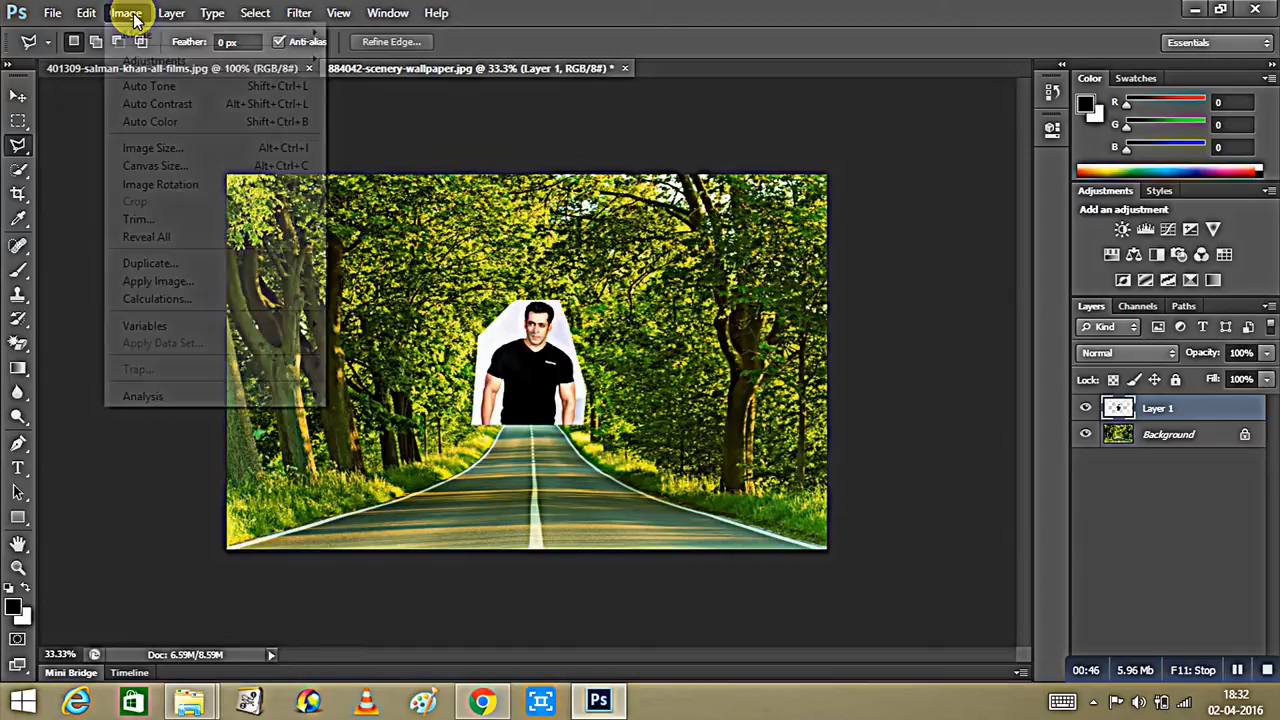 Ps File Edit Image Layer Type Select Filter View Window Help
Feather: 0 px Anti-alias Refine Edge... Essentials
401309-salman-khan-all-films.jpg @ 100% (RGB/8#) × 884042-scenery-wallpaper.jpg @ 33.3% (Layer 1, RGB/8#) * ×
Mode
Adjustments
Auto Tone Shift+Ctrl+L
Auto Contrast Alt+Shift+Ctrl+L
Auto Color Shift+Ctrl+B
Image Size... Alt+Ctrl+I
Canvas Size... Alt+Ctrl+C
Image Rotation
Crop
Trim...
Reveal All
Duplicate...
Apply Image...
Calculations...
Variables
Apply Data Set...
Trap...
Analysis
Color Swatches
R 0
G 0
B 0
Adjustments Styles
Add an adjustment
Layers Channels Paths
Kind
Normal Opacity: 100%
Lock: Fill: 100%
Layer 1
Background
33.33% Doc: 6.59M/8.59M
Mini Bridge Timeline
00:46 5.96 Mb F11: Stop
18:32
02-04-2016